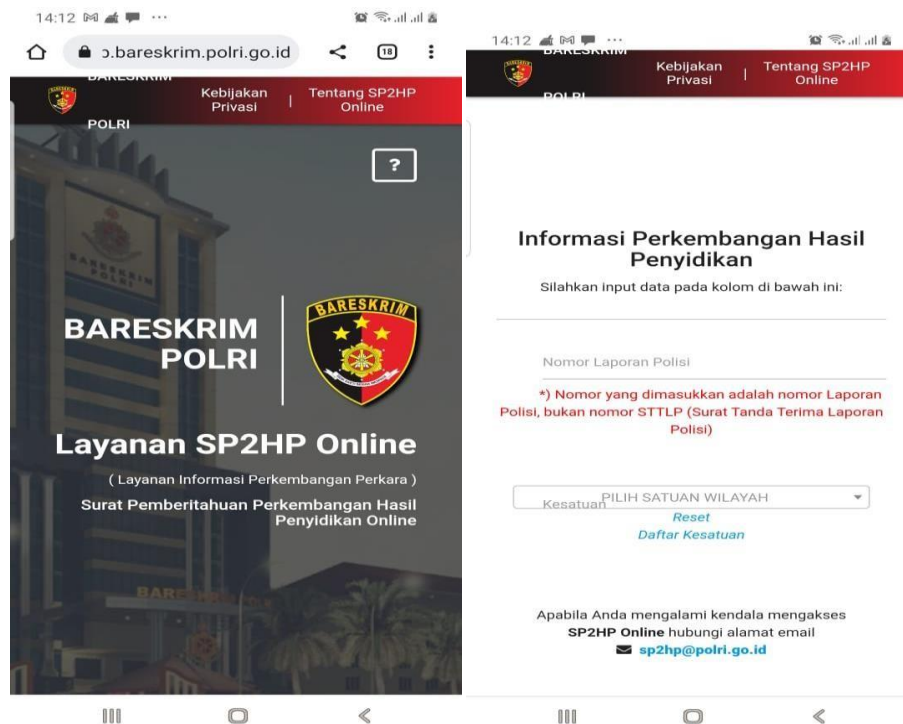 14:12
ɔ.bareskrim.polri.go.id
18
BARESKRIM
POLRI
Kebijakan
Privasi
|
Tentang SP2HP
Online
?
BARESKRIM
POLRI
BARESKRIM
POLRI
BARESKRIM
Layanan SP2HP Online
( Layanan Informasi Perkembangan Perkara )
Surat Pemberitahuan Perkembangan Hasil
Penyidikan Online
14:12
BARESKRIM
POLRI
Kebijakan
Privasi
|
Tentang SP2HP
Online
Informasi Perkembangan Hasil
Penyidikan
Silahkan input data pada kolom di bawah ini:
Nomor Laporan Polisi
*) Nomor yang dimasukkan adalah nomor Laporan
Polisi, bukan nomor STTLP (Surat Tanda Terima Laporan
Polisi)
Kesatuan
PILIH SATUAN WILAYAH
Reset
Daftar Kesatuan
Apabila Anda mengalami kendala mengakses
SP2HP Online hubungi alamat email
sp2hp@polri.go.id